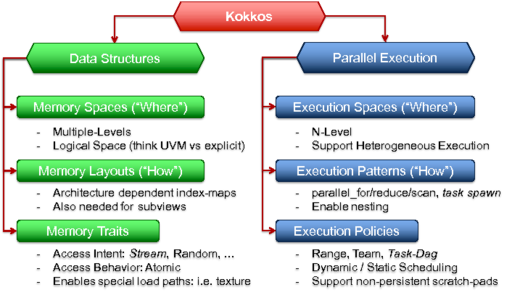 Kokkos
Data Structures
Parallel Execution
Memory Spaces ("Where")
- Multiple-Levels
- Logical Space (think UVM vs explicit)
Memory Layouts ("How")
- Architecture dependent index-maps
- Also needed for subviews
Memory Traits
- Access Intent: Stream, Random, ...
- Access Behavior: Atomic
- Enables special load paths: i.e. texture
Execution Spaces ("Where")
- N-Level
- Support Heterogeneous Execution
Execution Patterns ("How")
- parallel_for/reduce/scan, task spawn
- Enable nesting
Execution Policies
- Range, Team, Task-Dag
- Dynamic / Static Scheduling
- Support non-persistent scratch-pads